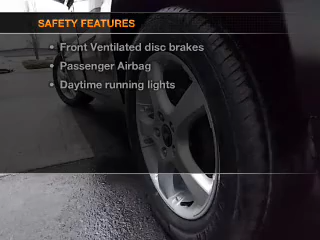 SAFETY FEATURES
• Front Ventilated disc brakes
• Passenger Airbag
• Daytime running lights